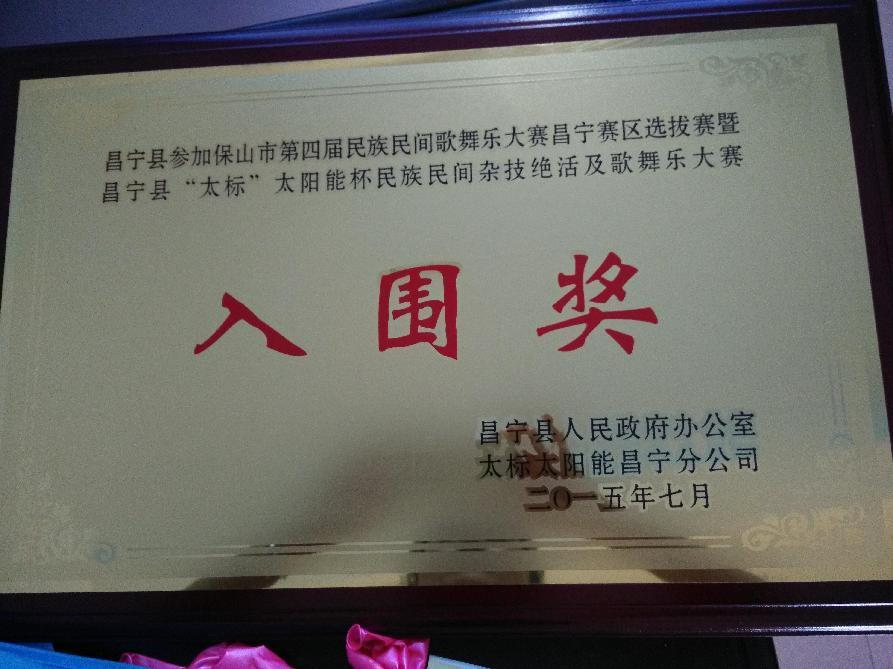 昌宁县参加保山市第四届民族民间歌舞乐大赛昌宁赛区选拔赛暨
昌宁县“太标”太阳能杯民族民间杂技绝活及歌舞乐大赛
入围奖
昌宁县人民政府办公室
太标太阳能昌宁分公司
二〇一五年七月